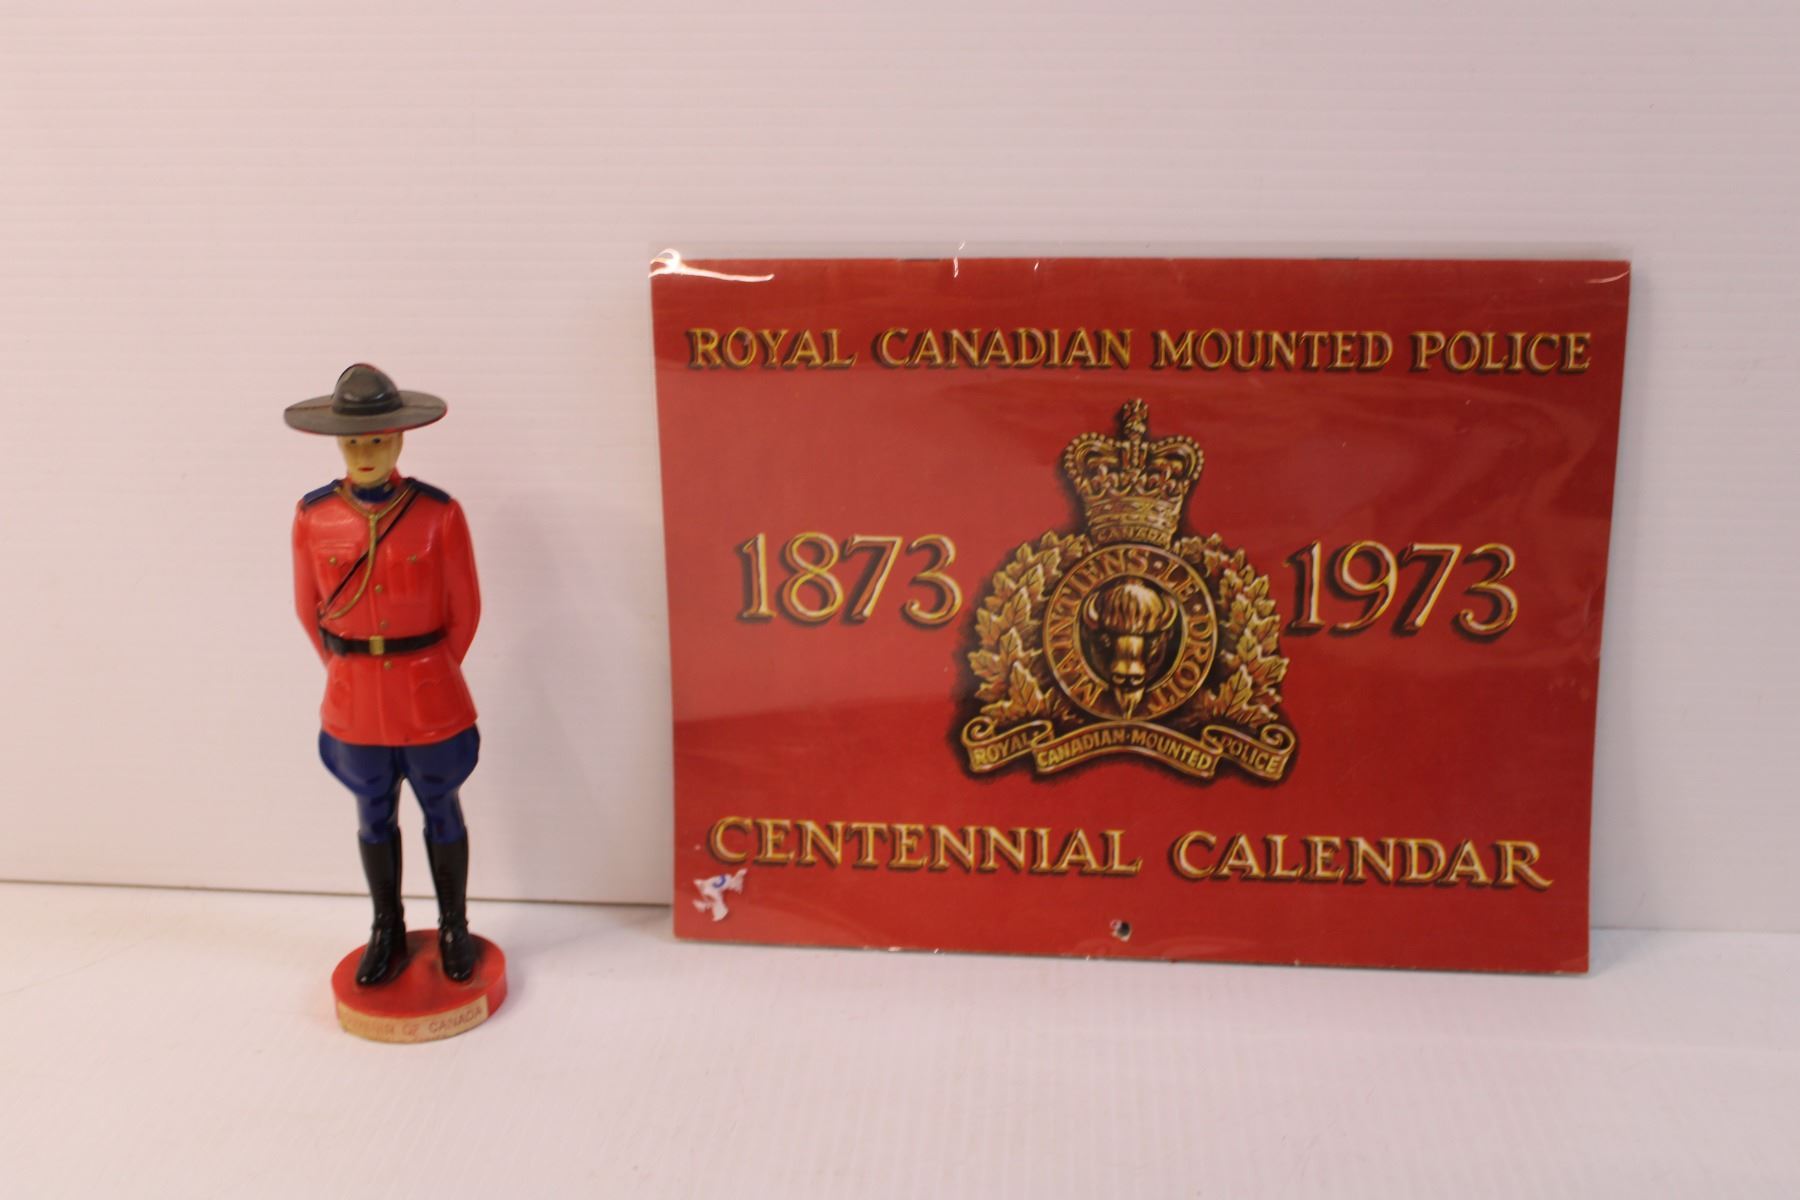 ROYAL CANADIAN MOUNTED POLICE
1873 1973
CANADA
MAINTIENS · LE · DROIT
ROYAL CANADIAN · MOUNTED POLICE
CENTENNIAL CALENDAR
OF CANADA